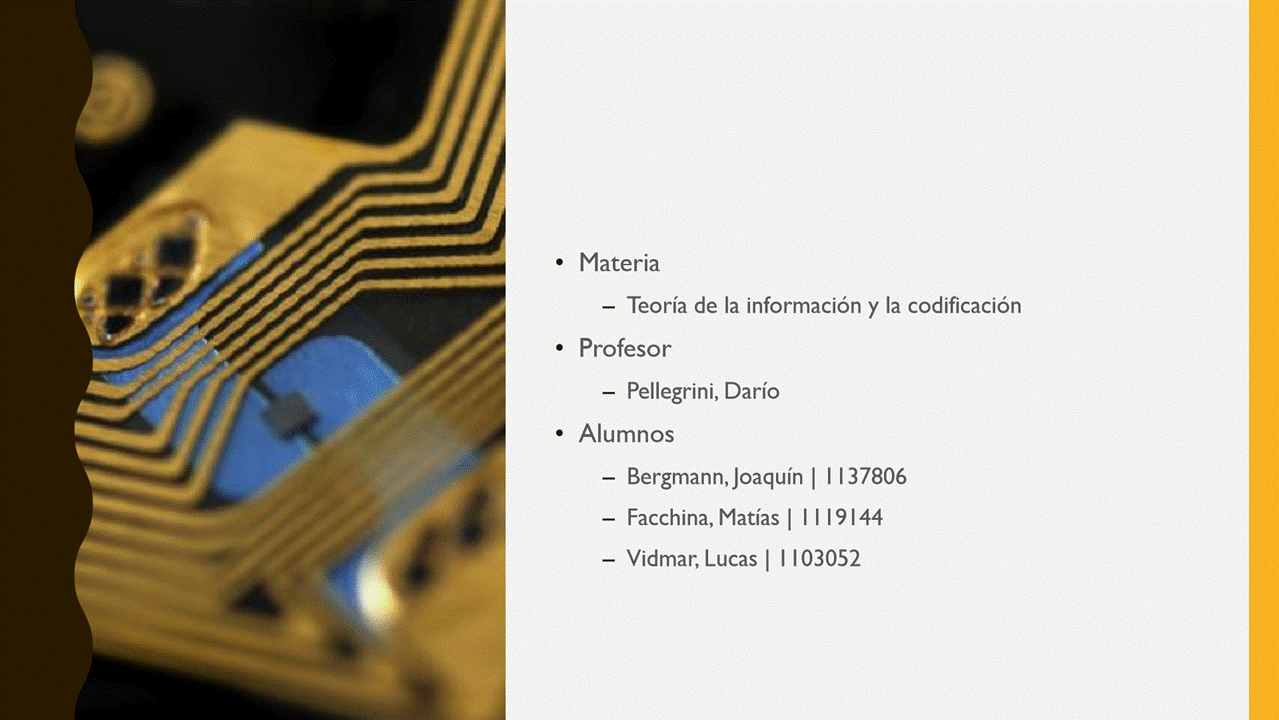 • Materia
– Teoría de la información y la codificación
• Profesor
– Pellegrini, Darío
• Alumnos
– Bergmann, Joaquín | 1137806
– Facchina, Matías | 1119144
– Vidmar, Lucas | 1103052